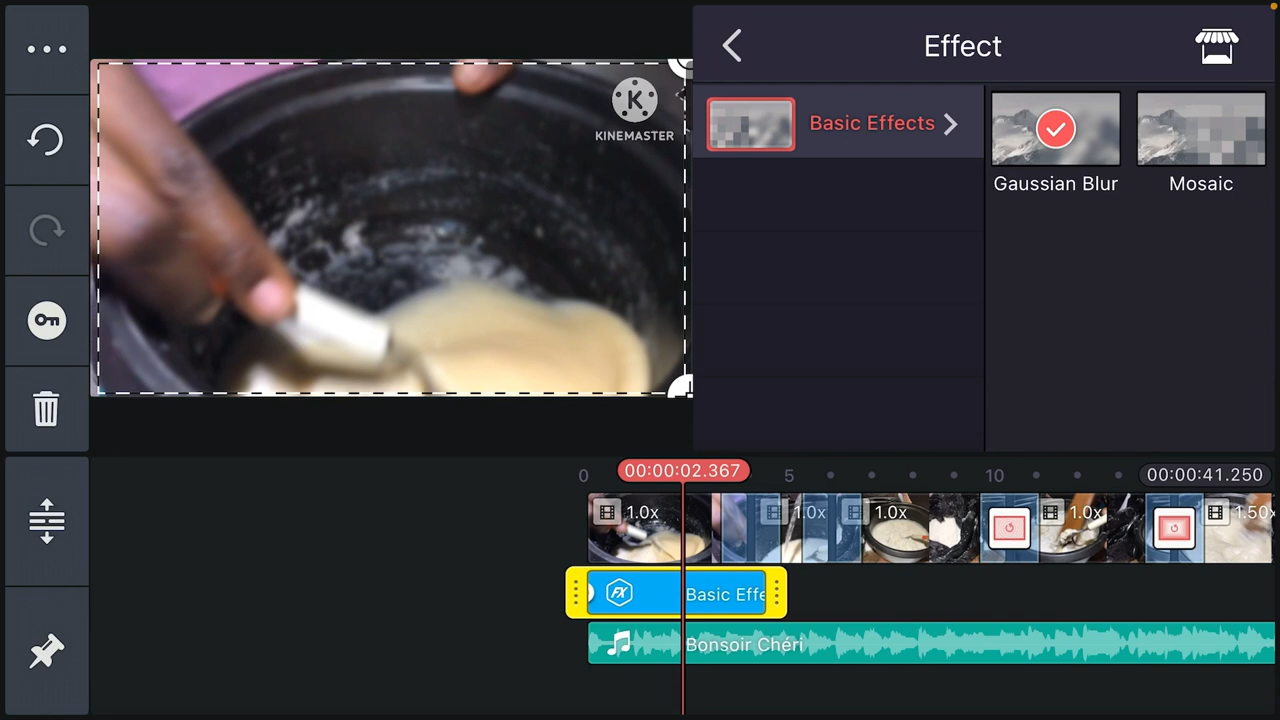 Effect
KINEMASTER
Basic Effects
Gaussian Blur
Mosaic
0
00:00:02.367
5
10
00:00:41.250
1.0x
1.0x
1.0x
1.0x
1.50x
FX
Basic Effe
Bonsoir Chéri